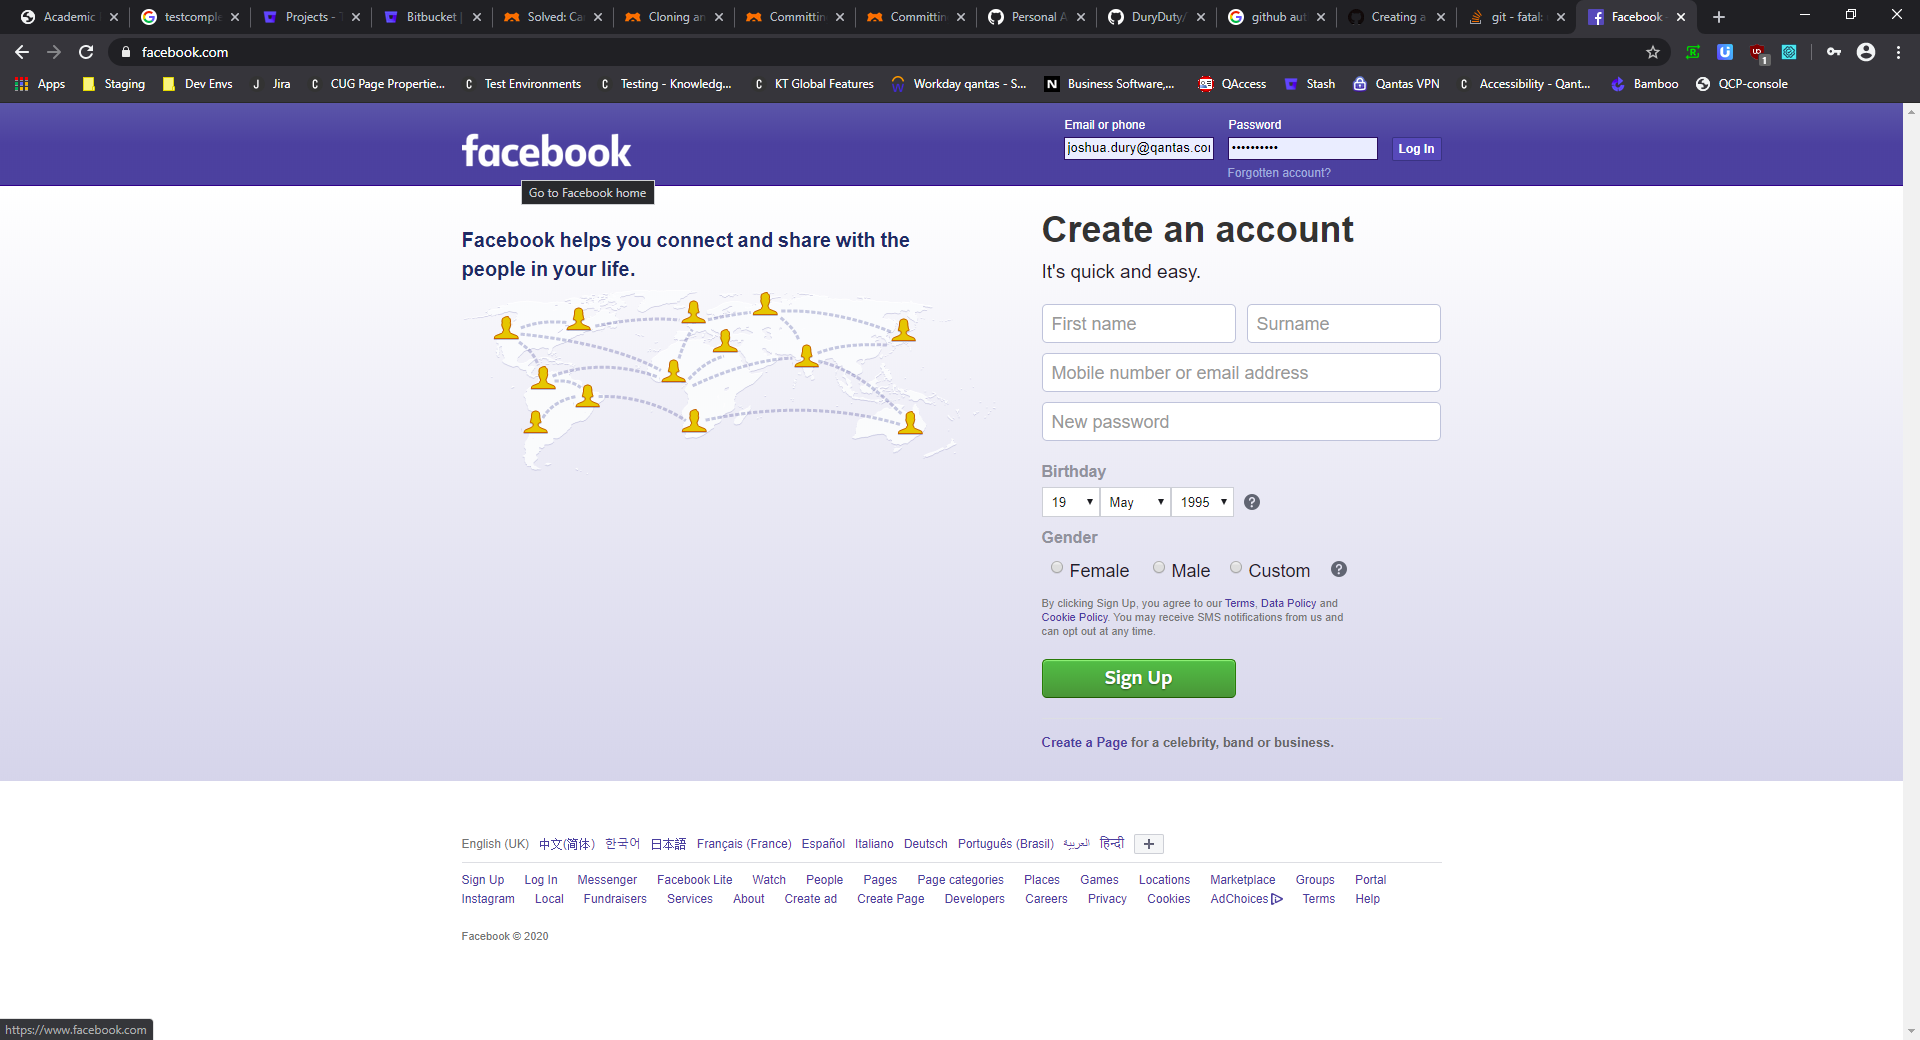 Academic
testcomple
Projects - T
Bitbucket
Solved: Ca
Cloning an
Committin
Committin
Personal A
DuryDuty/
github aut
Creating a
git - fatal:
Facebook
facebook.com
Apps
Staging
Dev Envs
Jira
CUG Page Propertie...
Test Environments
Testing - Knowledg...
KT Global Features
Workday qantas - S...
Business Software,...
QAccess
Stash
Qantas VPN
Accessibility - Qant...
Bamboo
QCP-console
facebook
Email or phone
Password
joshua.dury@qantas.co
Log In
Forgotten account?
Go to Facebook home
Facebook helps you connect and share with the
people in your life.
Create an account
It's quick and easy.
First name
Surname
Mobile number or email address
New password
Birthday
19 May 1995
Gender
Female Male Custom
By clicking Sign Up, you agree to our Terms, Data Policy and
Cookie Policy. You may receive SMS notifications from us and
can opt out at any time.
Sign Up
Create a Page for a celebrity, band or business.
English (UK) 中文(简体) 한국어 日本語 Français (France) Español Italiano Deutsch Português (Brasil) العربية हिन्दी
Sign Up Log In Messenger Facebook Lite Watch People Pages Page categories Places Games Locations Marketplace Groups Portal
Instagram Local Fundraisers Services About Create ad Create Page Developers Careers Privacy Cookies AdChoices Terms Help
Facebook © 2020
https://www.facebook.com